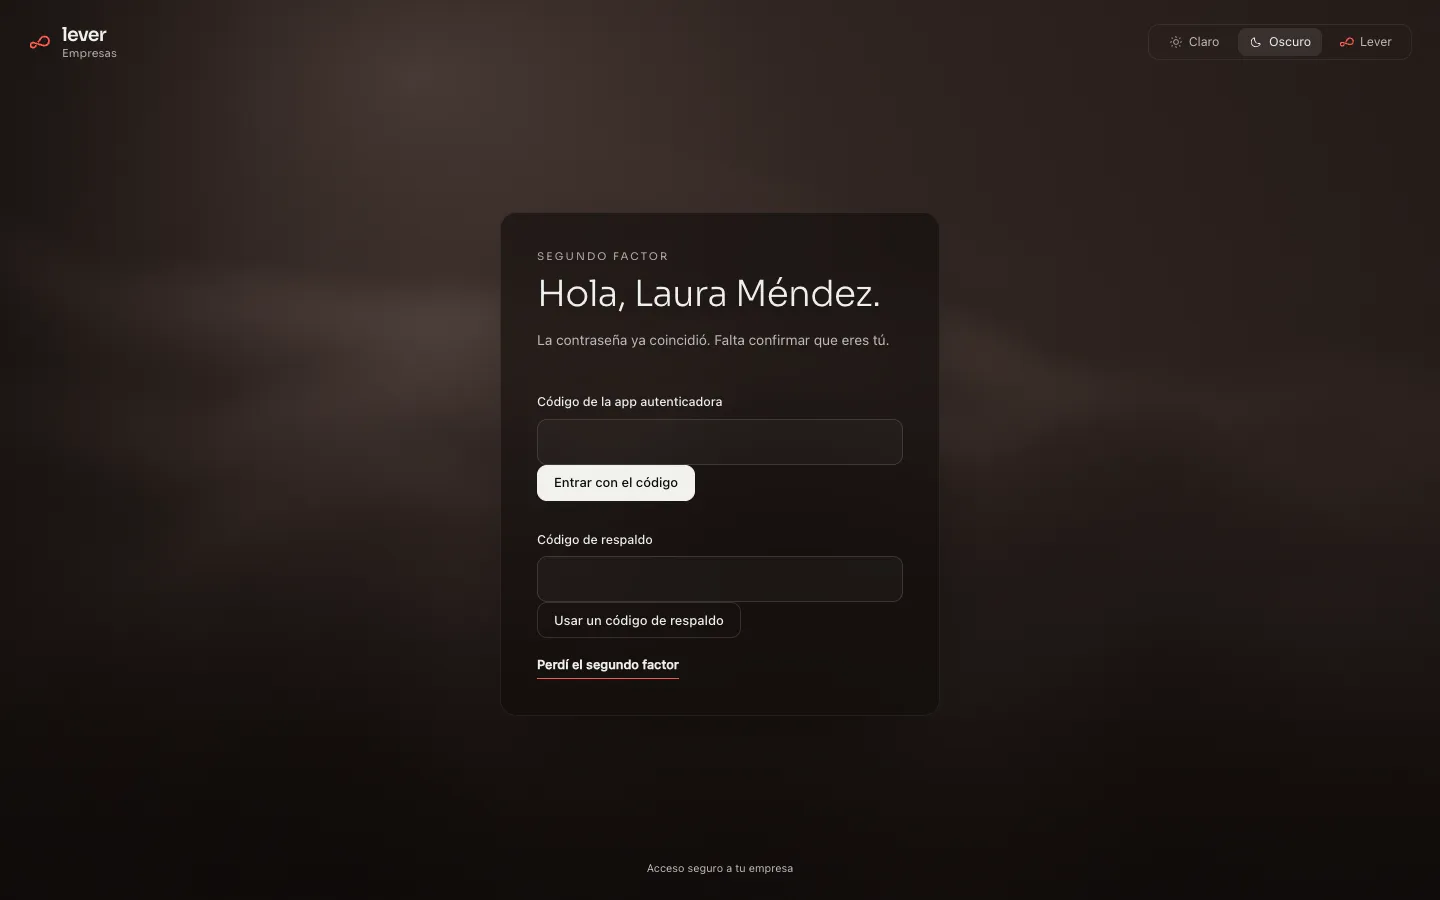 lever
Empresas
Claro
Oscuro
Lever
SEGUNDO FACTOR
Hola, Laura Méndez.
La contraseña ya coincidió. Falta confirmar que eres tú.
Código de la app autenticadora
Entrar con el código
Código de respaldo
Usar un código de respaldo
Perdí el segundo factor
Acceso seguro a tu empresa